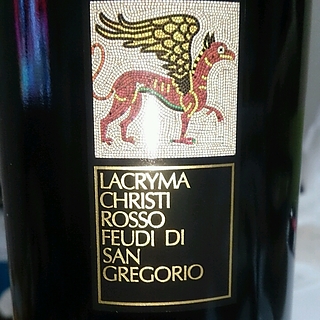 LACRYMA
CHRISTI
ROSSO
FEUDI DI
SAN
GREGORIO